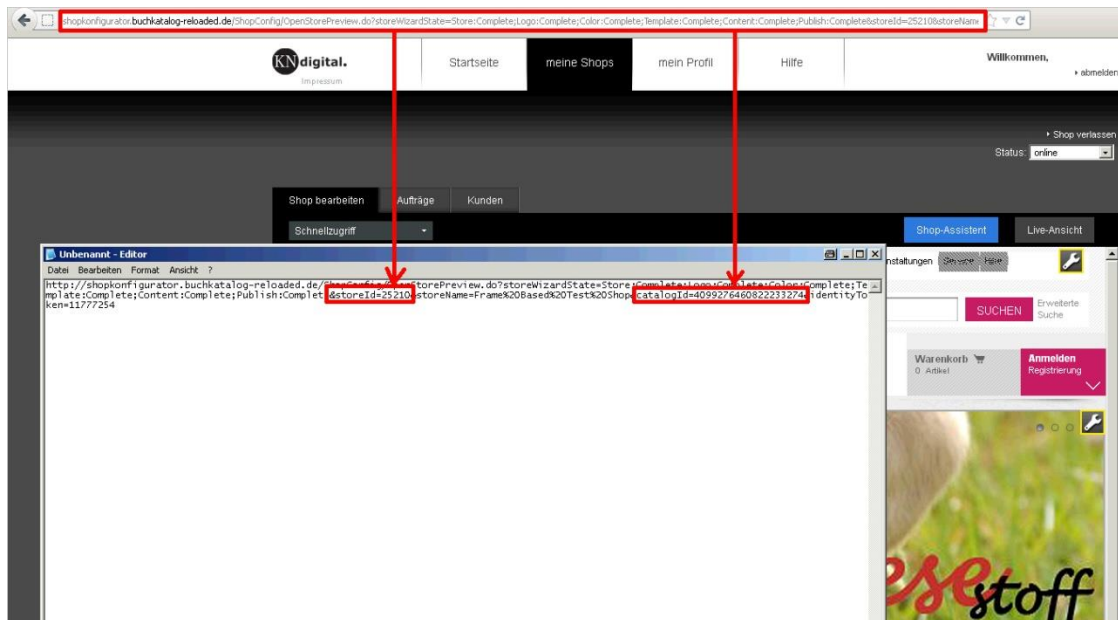 shopkonfigurator.buchkatalog-reloaded.de/ShopConfig/OpenStorePreview.do?storeWizardState=Store:Complete;Logo:Complete;Color:Complete;Template:Complete;Content:Complete;Publish:Complete&storeId=25210&storeName
KNdigital.
Impressum
Startseite
meine Shops
mein Profil
Hilfe
Willkommen,
abmelden
Shop verlassen
Status: online
Shop bearbeiten
Aufträge
Kunden
Schnellzugriff
Shop-Assistent
Live-Ansicht
Unbenannt - Editor
Datei Bearbeiten Format Ansicht ?
http://shopkonfigurator.buchkatalog-reloaded.de/ShopConfig/OpenStorePreview.do?storeWizardState=Store:Complete;Logo:Complete;Color:Complete;Te
mplate:Complete;Content:Complete;Publish:Complete&storeId=25210&storeName=Frame%20Based%20Test%20Shop&catalogId=4099276460822233274&identityTo
ken=11777254
nstaltungen Service Hilfe
SUCHEN
Erweiterte
Suche
Warenkorb
0 Artikel
Anmelden
Registrierung
ese
stoff